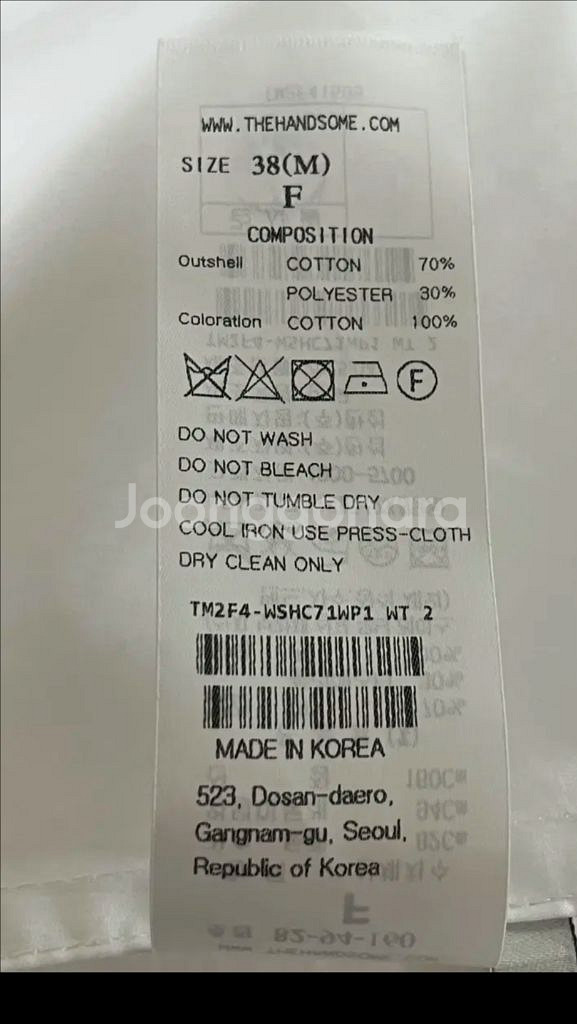 WWW.THEHANDSOME.COM
SIZE 38(M)
F
COMPOSITION
Outshell COTTON 70%
POLYESTER 30%
Coloration COTTON 100%
F
DO NOT WASH
DO NOT BLEACH
DO NOT TUMBLE DRY
Joonggonara
COOL IRON USE PRESS-CLOTH
DRY CLEAN ONLY
TM2F4-WSHC71WP1 WT 2
MADE IN KOREA
523, Dosan-daero,
Gangnam-gu, Seoul,
Republic of Korea